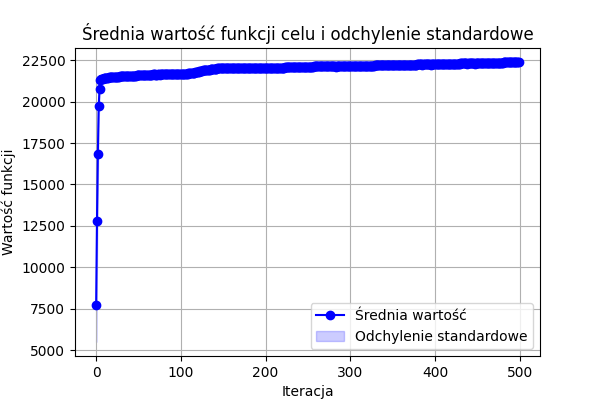 Średnia wartość funkcji celu i odchylenie standardowe
Wartość funkcji
22500
20000
17500
15000
12500
10000
7500
5000
0
100
200
300
400
500
Iteracja
Średnia wartość
Odchylenie standardowe